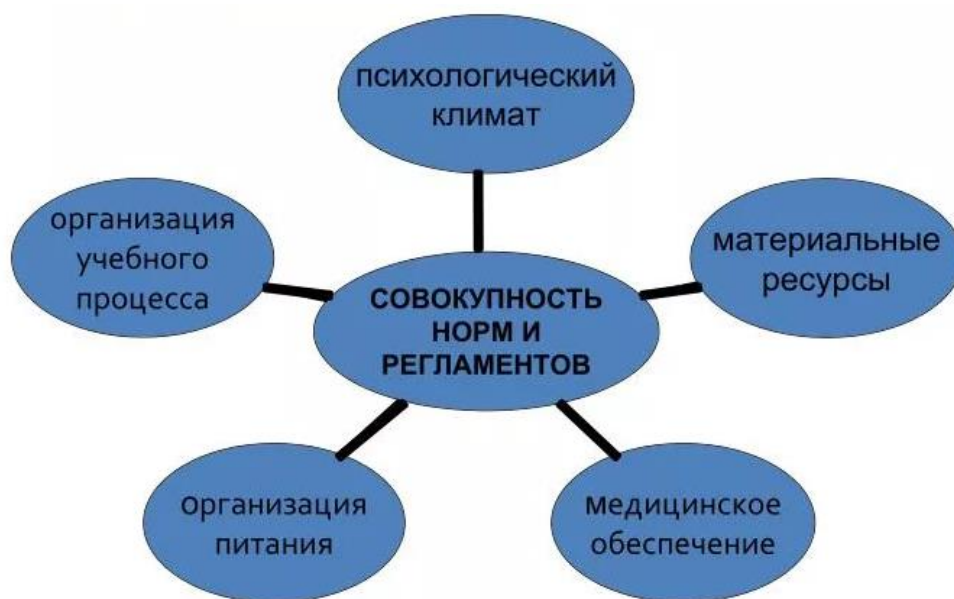 психологический
климат
организация
учебного
процесса
материальные
ресурсы
СОВОКУПНОСТЬ
НОРМ И
РЕГЛАМЕНТОВ
организация
питания
медицинское
обеспечение